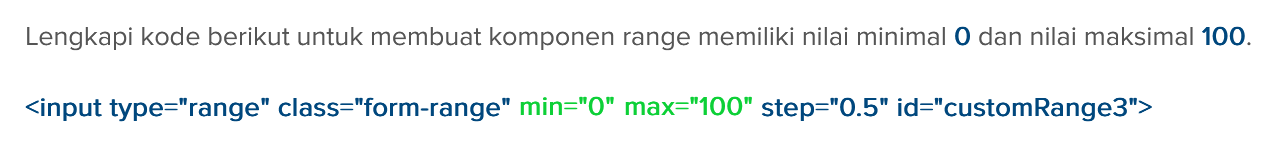 Lengkapi kode berikut untuk membuat komponen range memiliki nilai minimal 0 dan nilai maksimal 100.
<input type="range" class="form-range" min="0" max="100" step="0.5" id="customRange3">